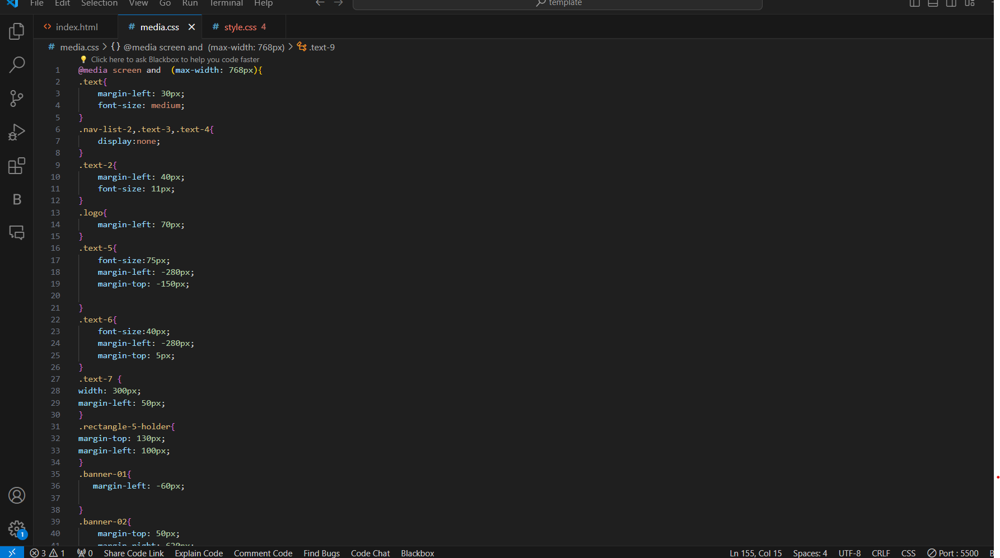 File Edit Selection View Go Run Terminal Help template
index.html # media.css # style.css 4
# media.css > {} @media screen and (max-width: 768px) > .text-9
Click here to ask Blackbox to help you code faster
1 @media screen and  (max-width: 768px){
2 .text{
3 margin-left: 30px;
4 font-size: medium;
5 }
6 .nav-list-2,.text-3,.text-4{
7 display:none;
8 }
9 .text-2{
10 margin-left: 40px;
11 font-size: 11px;
12 }
13 .logo{
14 margin-left: 70px;
15 }
16 .text-5{
17 font-size:75px;
18 margin-left: -280px;
19 margin-top: -150px;
20
21 }
22 .text-6{
23 font-size:40px;
24 margin-left: -280px;
25 margin-top: 5px;
26 }
27 .text-7 {
28 width: 300px;
29 margin-left: 50px;
30 }
31 .rectangle-5-holder{
32 margin-top: 130px;
33 margin-left: 100px;
34 }
35 .banner-01{
36 margin-left: -60px;
37
38 }
39 .banner-02{
40 margin-top: 50px;
41 margin-right: 620px;
B
1
3 1 0 Share Code Link Explain Code Comment Code Find Bugs Code Chat Blackbox Ln 155, Col 15 Spaces: 4 UTF-8 CRLF CSS Port : 5500